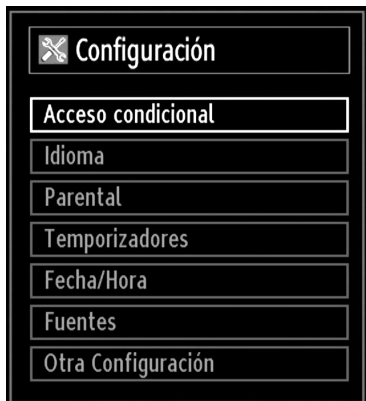 Configuración
Acceso condicional
Idioma
Parental
Temporizadores
Fecha/Hora
Fuentes
Otra Configuración